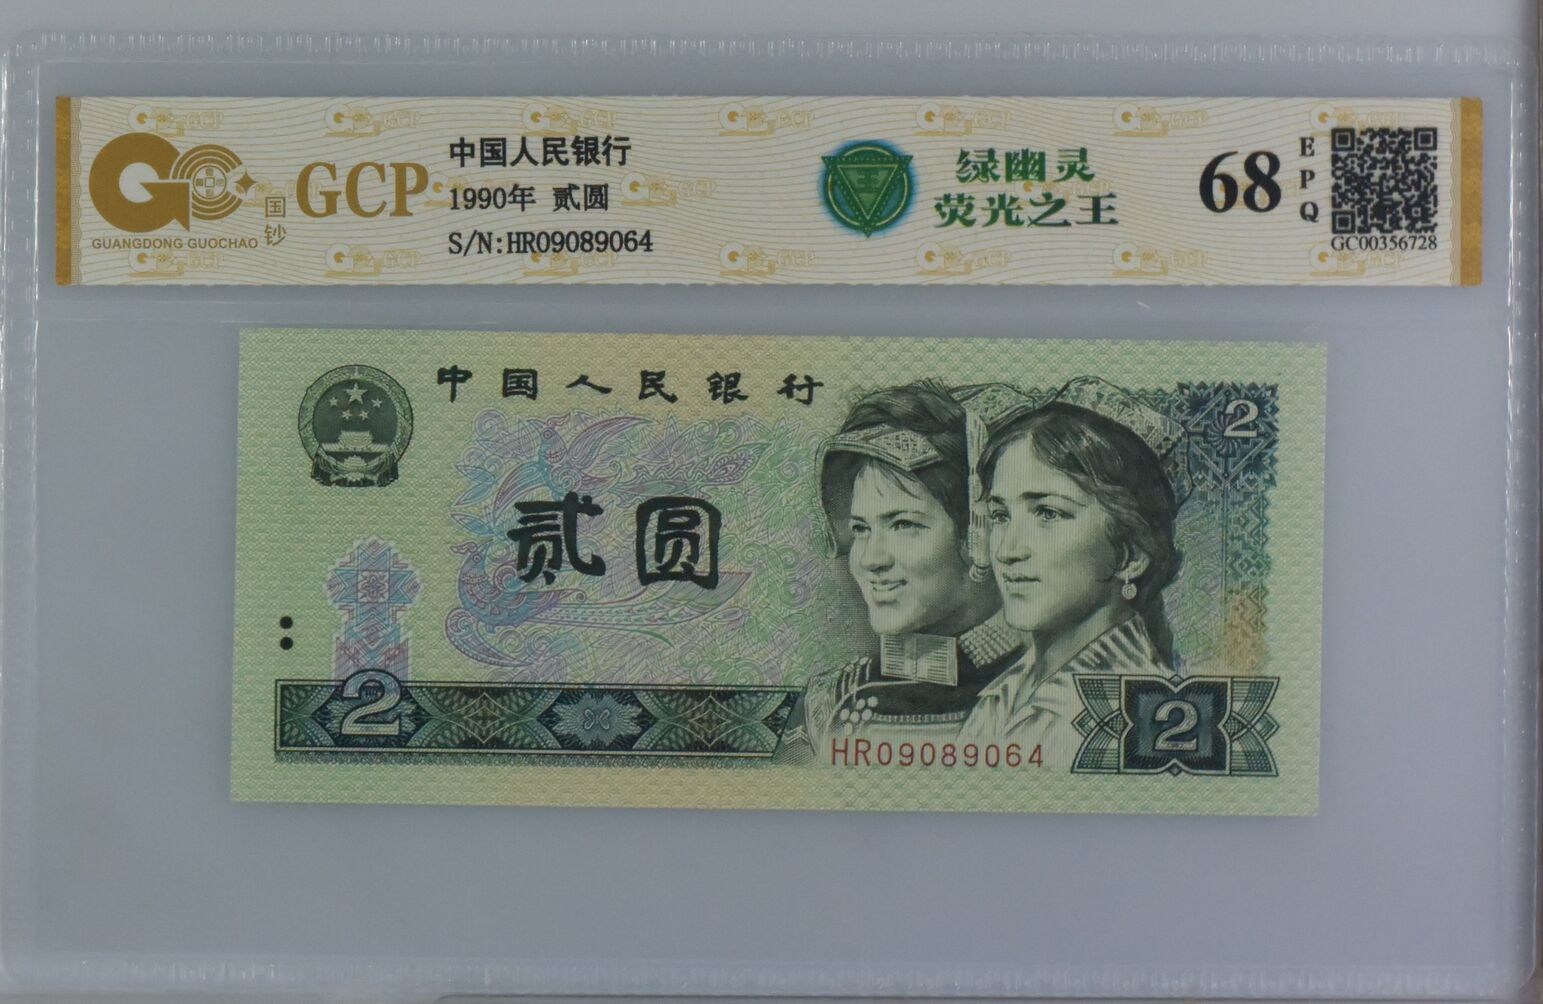 GUANGDONG GUOCHAO
国钞
GCP
中国人民银行
1990年 贰圆
S/N:HR09089064
王
绿幽灵
荧光之王
68
EPQ
GC00356728
中国人民银行
2
贰圆
2
HR09089064
2